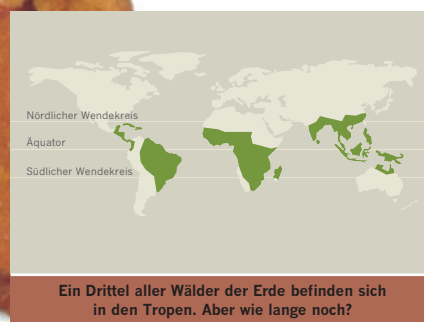 Nördlicher Wendekreis
Äquator
Südlicher Wendekreis
Ein Drittel aller Wälder der Erde befinden sich
in den Tropen. Aber wie lange noch?